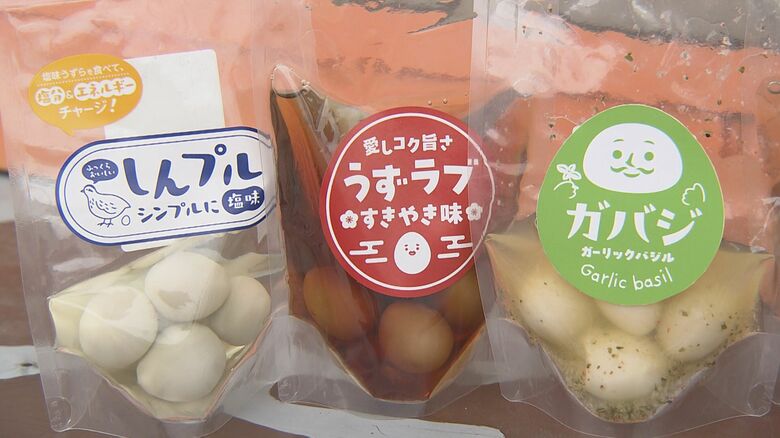 塩味うずらを食べて、
塩分&エネルギー
チャージ!
ふっくら
おいしい
しんプル
シンプルに塩味
愛しコク旨さ
うずラブ
すきやき味
ガバジ
ガーリックバジル
Garlic basil